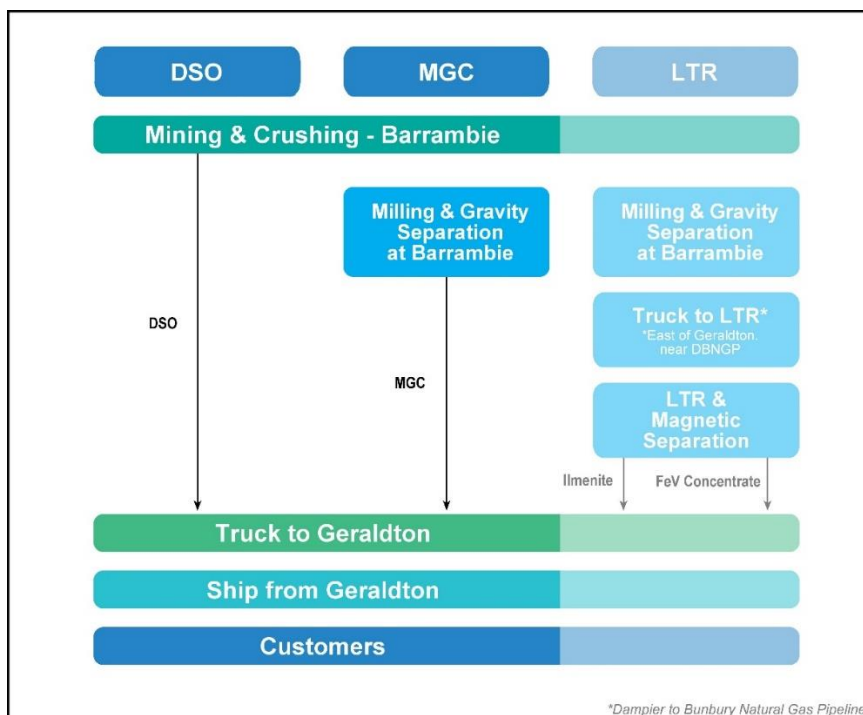 DSO
MGC
LTR
Mining & Crushing - Barrambie
Milling & Gravity
Separation
at Barrambie
Milling & Gravity
Separation
at Barrambie
Truck to LTR*
*East of Geraldton.
near DBNGP
LTR &
Magnetic
Separation
DSO
MGC
Ilmenite
FeV Concentrate
Truck to Geraldton
Ship from Geraldton
Customers
*Dampier to Bunbury Natural Gas Pipeline